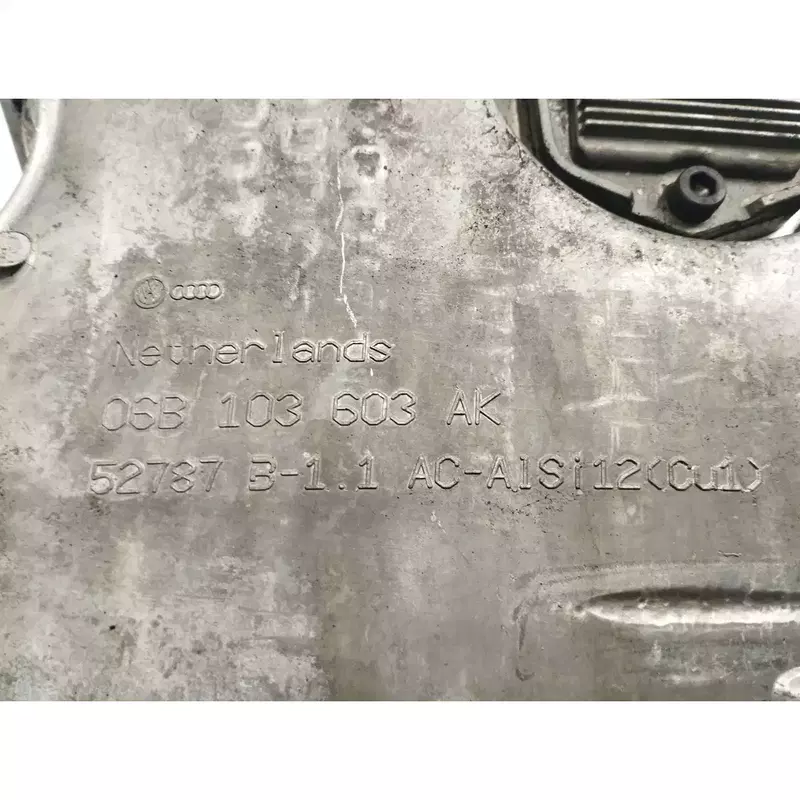 Netherlands
06B 103 603 AK
52787 B-1.1 AC-AlSi12(Cu1)